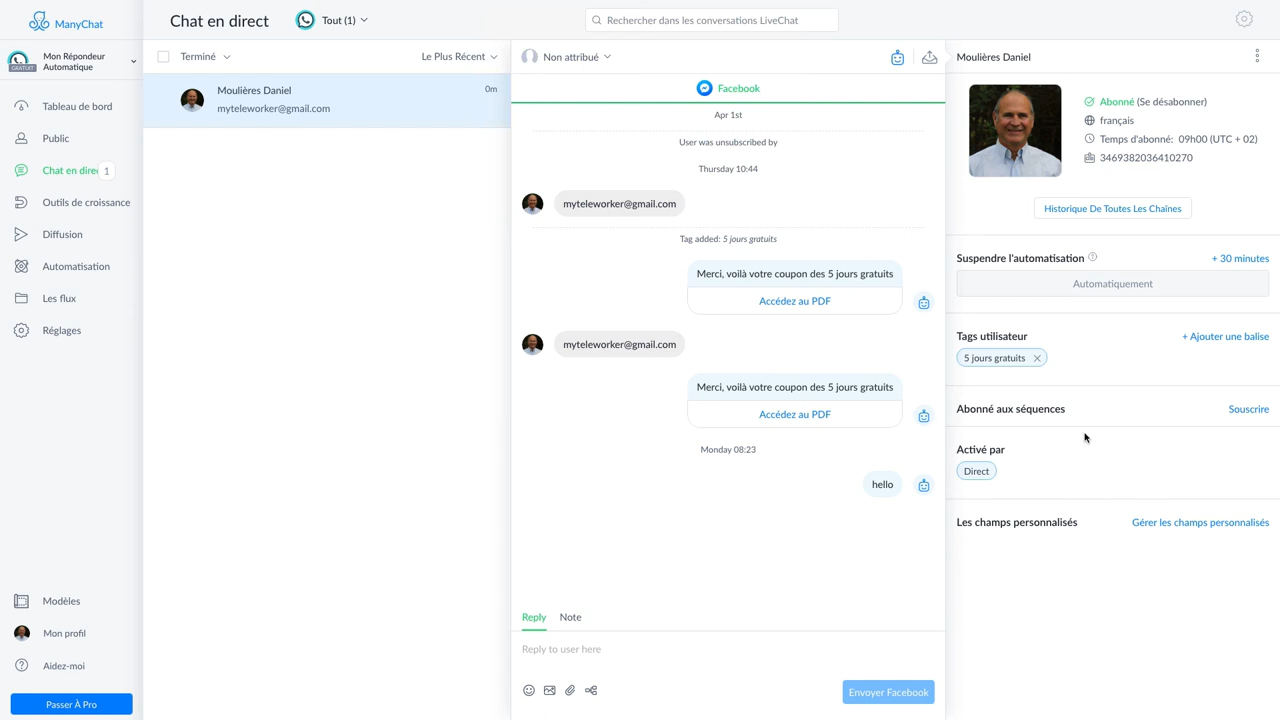 ManyChat
Chat en direct
Tout (1)
Rechercher dans les conversations LiveChat
Mon Répondeur
Automatique
GRATUIT
Tableau de bord
Public
Chat en direc
1
Outils de croissance
Diffusion
Automatisation
Les flux
Réglages
Modèles
Mon profil
Aidez-moi
Passer À Pro
Terminé
Le Plus Récent
Moulières Daniel
0m
myteleworker@gmail.com
Non attribué
Facebook
Apr 1st
User was unsubscribed by
Thursday 10:44
myteleworker@gmail.com
Tag added: 5 jours gratuits
Merci, voilà votre coupon des 5 jours gratuits
Accédez au PDF
myteleworker@gmail.com
Merci, voilà votre coupon des 5 jours gratuits
Accédez au PDF
Monday 08:23
hello
Reply
Note
Reply to user here
Envoyer Facebook
Moulières Daniel
Abonné (Se désabonner)
français
Temps d'abonné: 09h00 (UTC + 02)
3469382036410270
Historique De Toutes Les Chaînes
Suspendre l'automatisation
+ 30 minutes
Automatiquement
Tags utilisateur
+ Ajouter une balise
5 jours gratuits
Abonné aux séquences
Souscrire
Activé par
Direct
Les champs personnalisés
Gérer les champs personnalisés